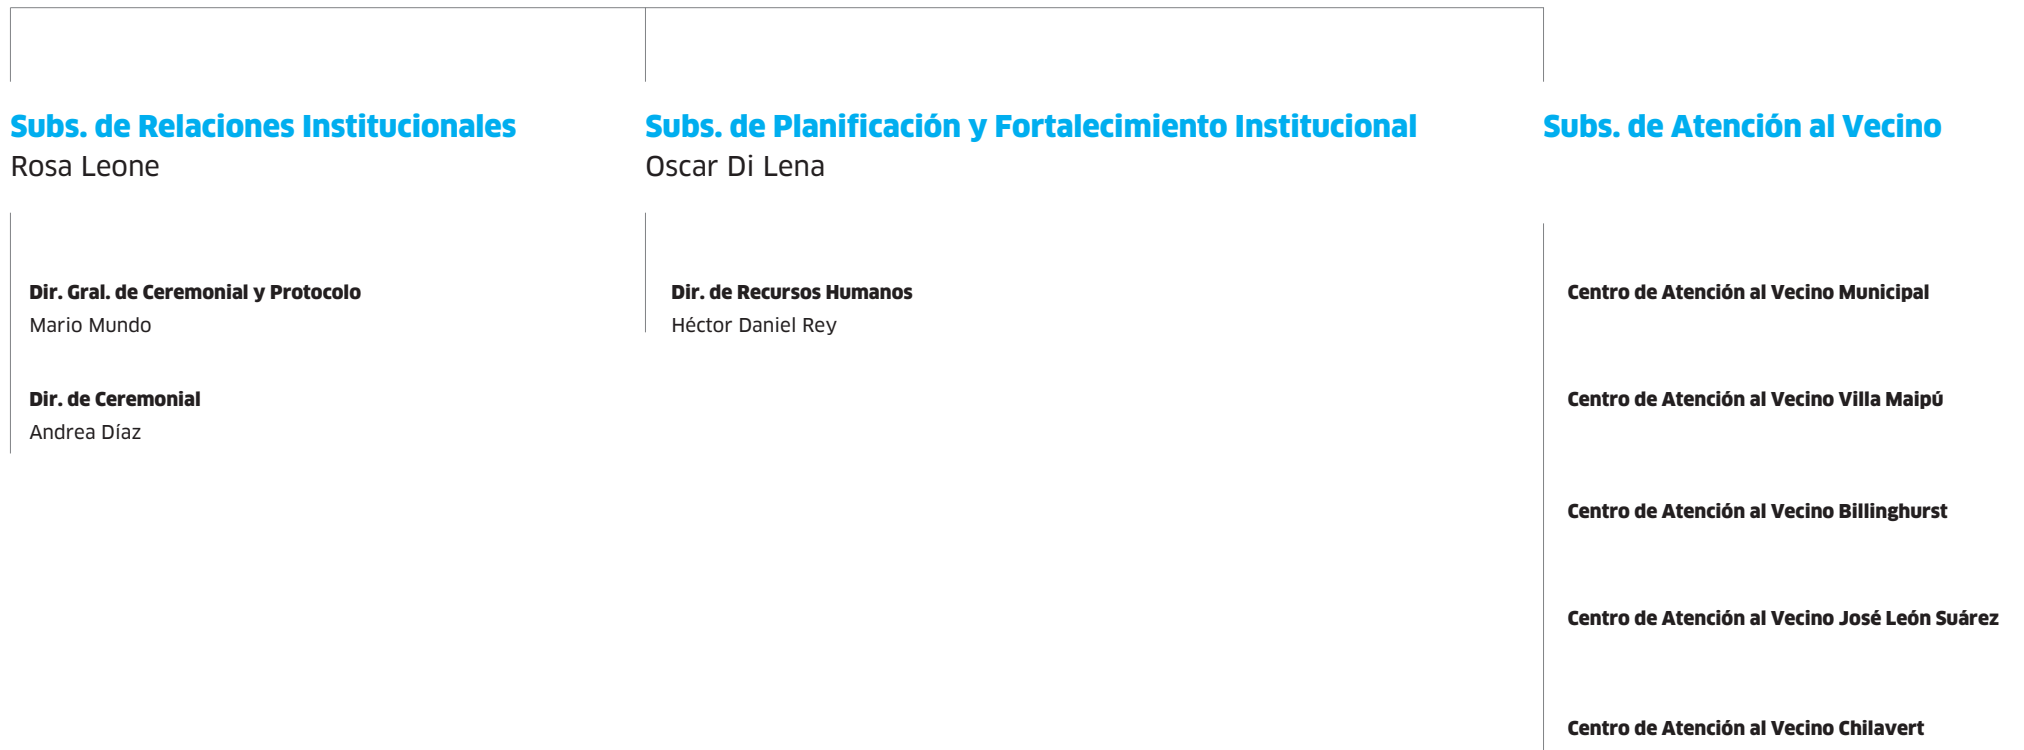 Subs. de Relaciones Institucionales
Rosa Leone
Dir. Gral. de Ceremonial y Protocolo
Mario Mundo
Dir. de Ceremonial
Andrea Díaz
Subs. de Planificación y Fortalecimiento Institucional
Oscar Di Lena
Dir. de Recursos Humanos
Héctor Daniel Rey
Subs. de Atención al Vecino
Centro de Atención al Vecino Municipal
Centro de Atención al Vecino Villa Maipú
Centro de Atención al Vecino Billinghurst
Centro de Atención al Vecino José León Suárez
Centro de Atención al Vecino Chilavert